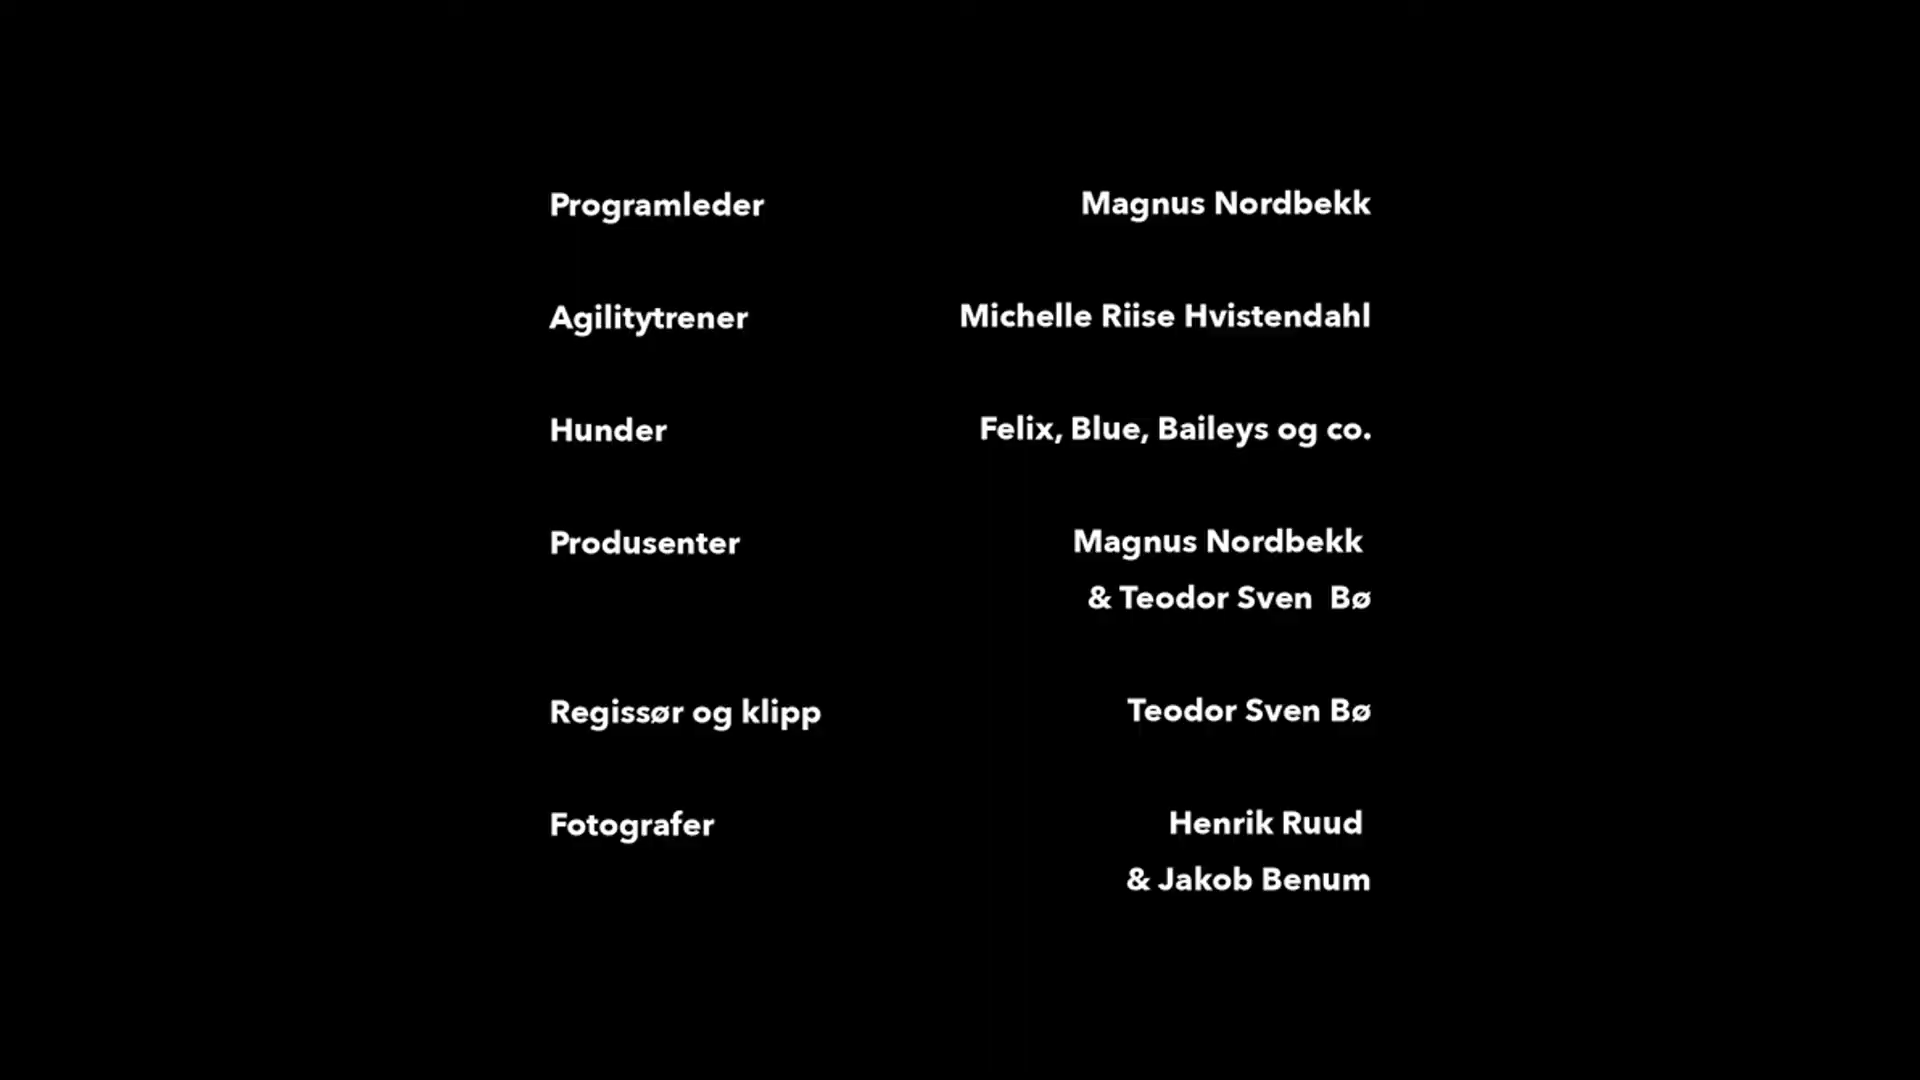 Programleder Magnus Nordbekk
Agilitytrener Michelle Riise Hvistendahl
Hunder Felix, Blue, Baileys og co.
Produsenter Magnus Nordbekk
& Teodor Sven  Bø
Regissør og klipp Teodor Sven Bø
Fotografer Henrik Ruud
& Jakob Benum